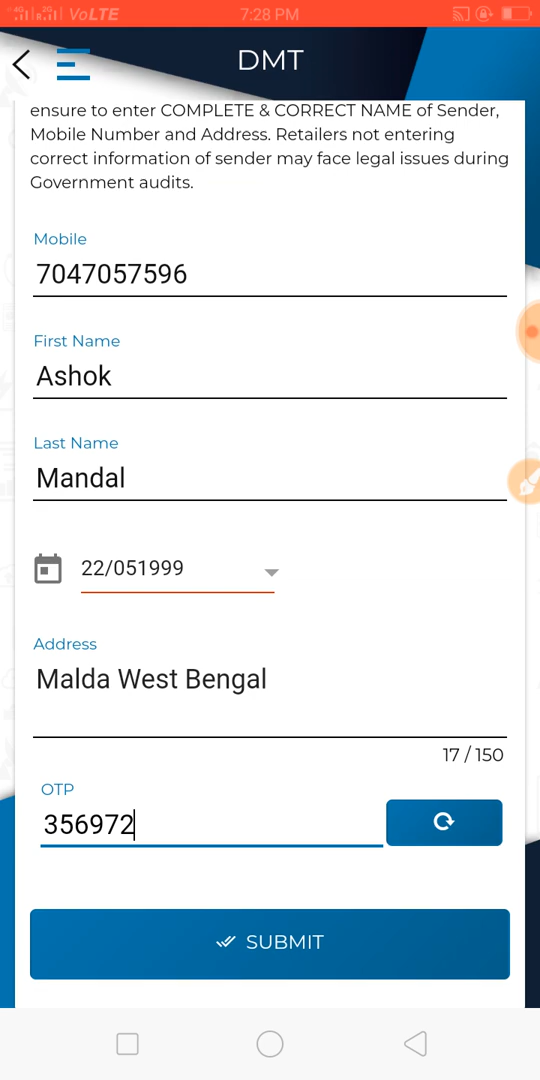 VoLTE 7:28 PM
DMT
ensure to enter COMPLETE & CORRECT NAME of Sender,
Mobile Number and Address. Retailers not entering
correct information of sender may face legal issues during
Government audits.
Mobile
7047057596
First Name
Ashok
Last Name
Mandal
22/051999
Address
Malda West Bengal
17 / 150
OTP
356972
SUBMIT